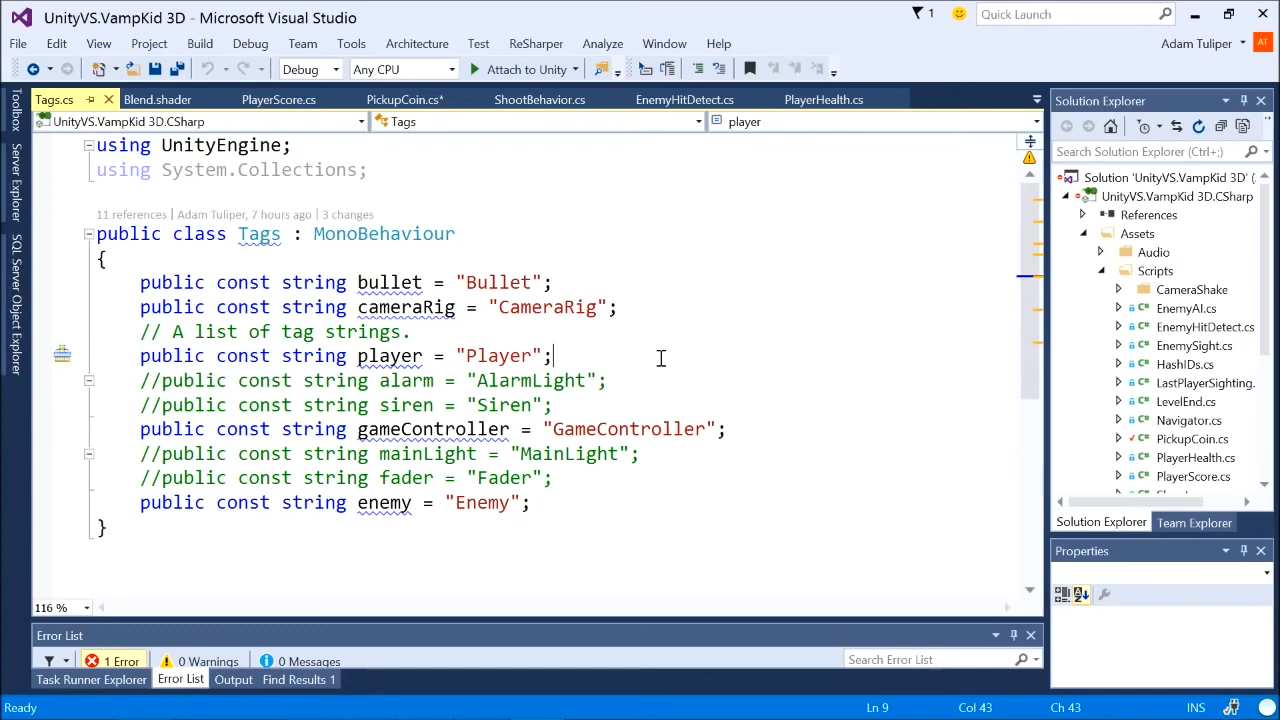 UnityVS.VampKid 3D - Microsoft Visual Studio
1
Quick Launch
File Edit View Project Build Debug Team Tools Architecture Test ReSharper Analyze Window Help
Adam Tuliper AT
Debug Any CPU Attach to Unity
Tags.cs Blend.shader PlayerScore.cs PickupCoin.cs* ShootBehavior.cs EnemyHitDetect.cs PlayerHealth.cs
UnityVS.VampKid 3D.CSharp Tags player
Toolbox
Server Explorer
SQL Server Object Explorer
using UnityEngine;
using System.Collections;
11 references | Adam Tuliper, 7 hours ago | 3 changes
public class Tags : MonoBehaviour
{
public const string bullet = "Bullet";
public const string cameraRig = "CameraRig";
// A list of tag strings.
public const string player = "Player";
//public const string alarm = "AlarmLight";
//public const string siren = "Siren";
public const string gameController = "GameController";
//public const string mainLight = "MainLight";
//public const string fader = "Fader";
public const string enemy = "Enemy";
}
116 %
Solution Explorer
Search Solution Explorer (Ctrl+;)
Solution 'UnityVS.VampKid 3D' (
UnityVS.VampKid 3D.CSharp
References
Assets
Audio
Scripts
CameraShake
C# EnemyAI.cs
C# EnemyHitDetect.cs
C# EnemySight.cs
C# HashIDs.cs
C# LastPlayerSighting.
C# LevelEnd.cs
C# Navigator.cs
C# PickupCoin.cs
C# PlayerHealth.cs
C# PlayerScore.cs
Solution Explorer Team Explorer
Properties
Error List
1 Error 0 Warnings 0 Messages
Search Error List
Task Runner Explorer Error List Output Find Results 1
Ready Ln 9 Col 43 Ch 43 INS